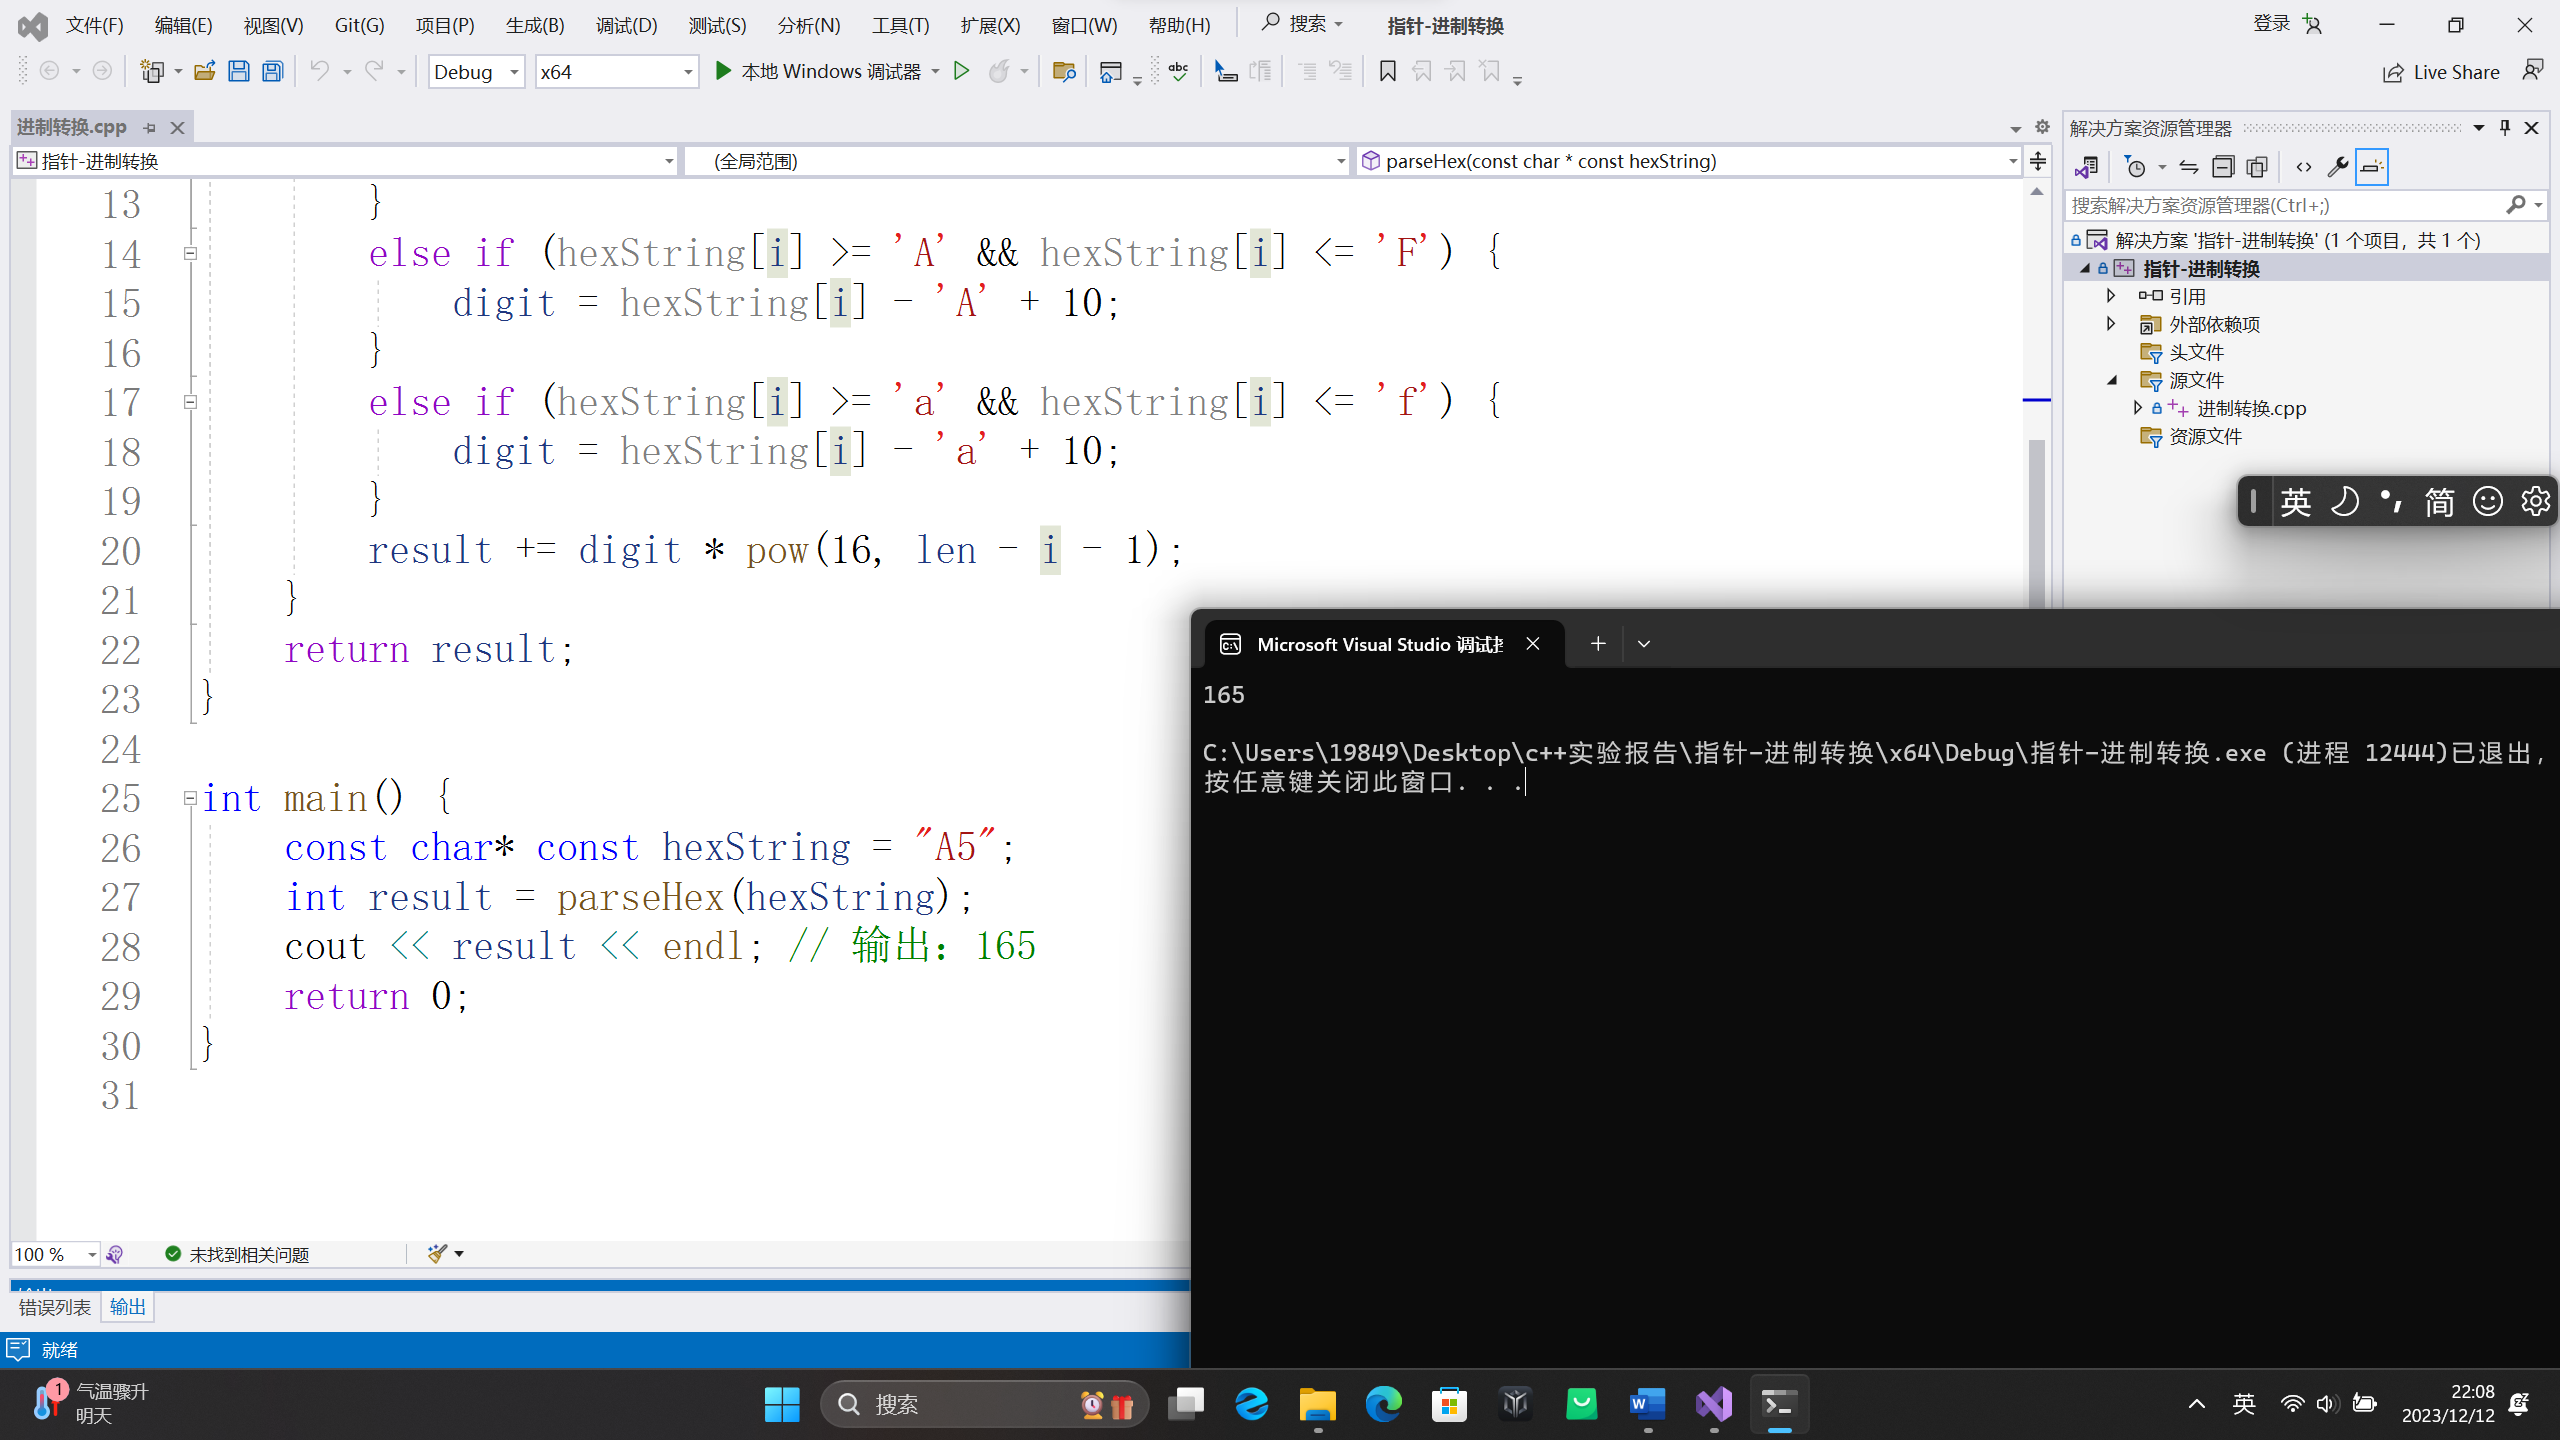 文件(F) 编辑(E) 视图(V) Git(G) 项目(P) 生成(B) 调试(D) 测试(S) 分析(N) 工具(T) 扩展(X) 窗口(W) 帮助(H) 搜索 指针-进制转换 登录
Debug x64 本地 Windows 调试器 Live Share
进制转换.cpp
指针-进制转换 (全局范围) parseHex(const char * const hexString)
13 }
14 else if (hexString[i] >= 'A' && hexString[i] <= 'F') {
15 digit = hexString[i] - 'A' + 10;
16 }
17 else if (hexString[i] >= 'a' && hexString[i] <= 'f') {
18 digit = hexString[i] - 'a' + 10;
19 }
20 result += digit * pow(16, len - i - 1);
21 }
22 return result;
23 }
24
25 int main() {
26 const char* const hexString = "A5";
27 int result = parseHex(hexString);
28 cout << result << endl; // 输出：165
29 return 0;
30 }
31
100 % 未找到相关问题
错误列表 输出
就绪
解决方案资源管理器
搜索解决方案资源管理器(Ctrl+;)
解决方案 '指针-进制转换' (1 个项目，共 1 个)
指针-进制转换
引用
外部依赖项
头文件
源文件
进制转换.cpp
资源文件
英 简
Microsoft Visual Studio 调试
165
C:\Users\19849\Desktop\c++实验报告\指针-进制转换\x64\Debug\指针-进制转换.exe (进程 12444)已退出，
按任意键关闭此窗口. . .
1 气温骤升
明天
搜索
英
22:08
2023/12/12